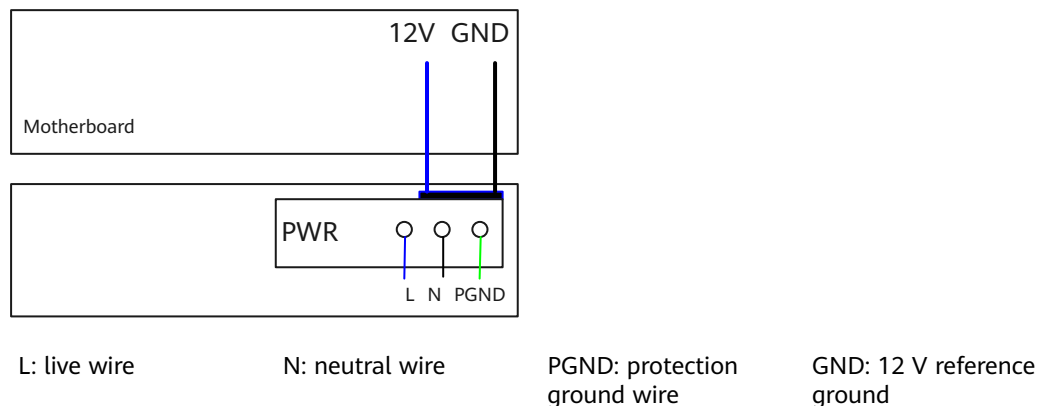 12V GND
Motherboard
PWR
L N PGND
L: live wire
N: neutral wire
PGND: protection
ground wire
GND: 12 V reference
ground